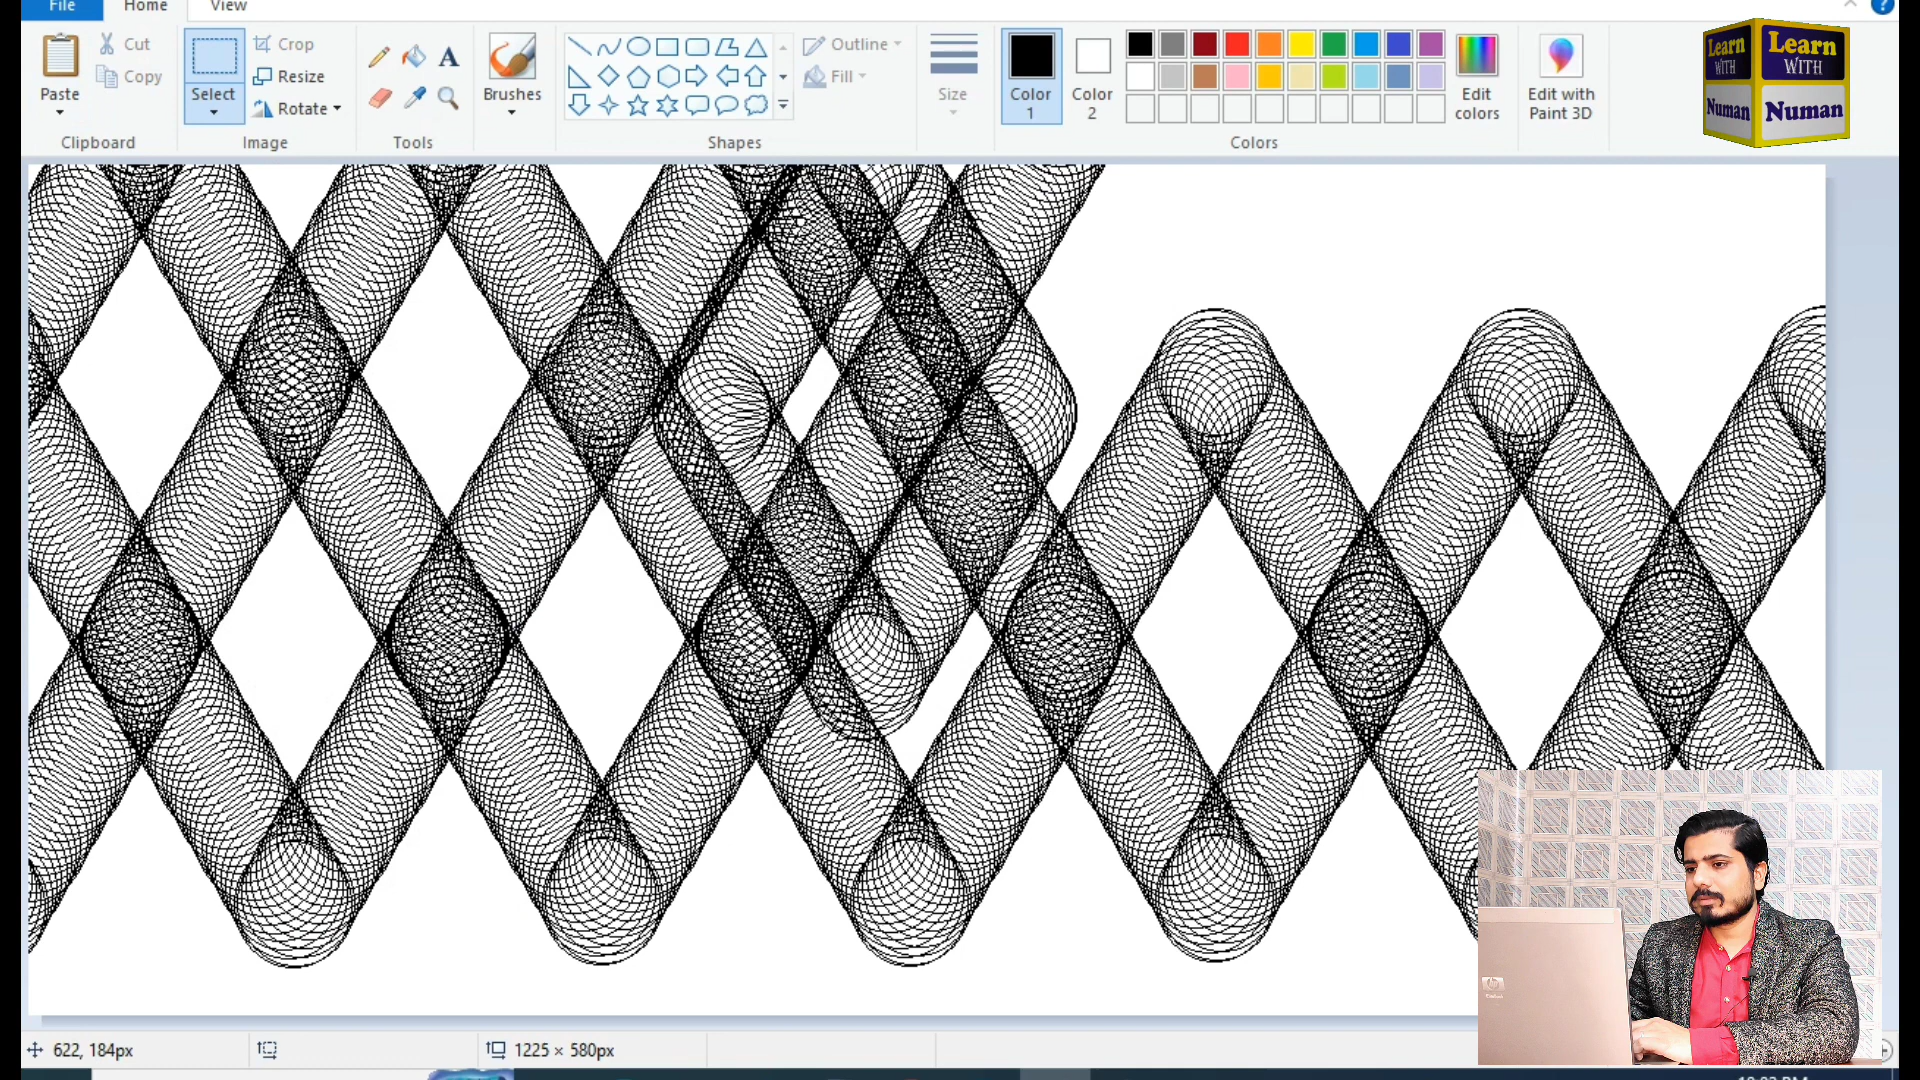 File Home View
Paste
Cut
Copy
Clipboard
Select
Crop
Resize
Rotate
Image
A
Tools
Brushes
Outline
Fill
Shapes
Size
Color
1
Color
2
Edit
colors
Colors
Edit with
Paint 3D
Learn
WITH
Numan
Learn
WITH
Numan
622, 184px
1225 × 580px
hp